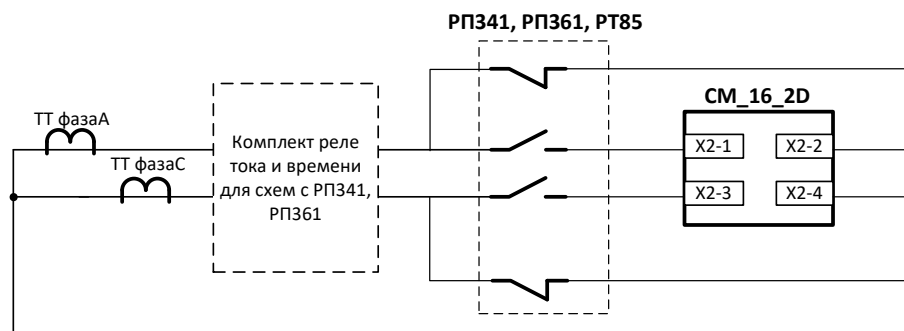 РП341, РП361, РТ85
СМ_16_2D
ТТ фазаА
ТТ фазаС
Комплект реле
тока и времени
для схем с РП341,
РП361
X2-1
X2-2
X2-3
X2-4